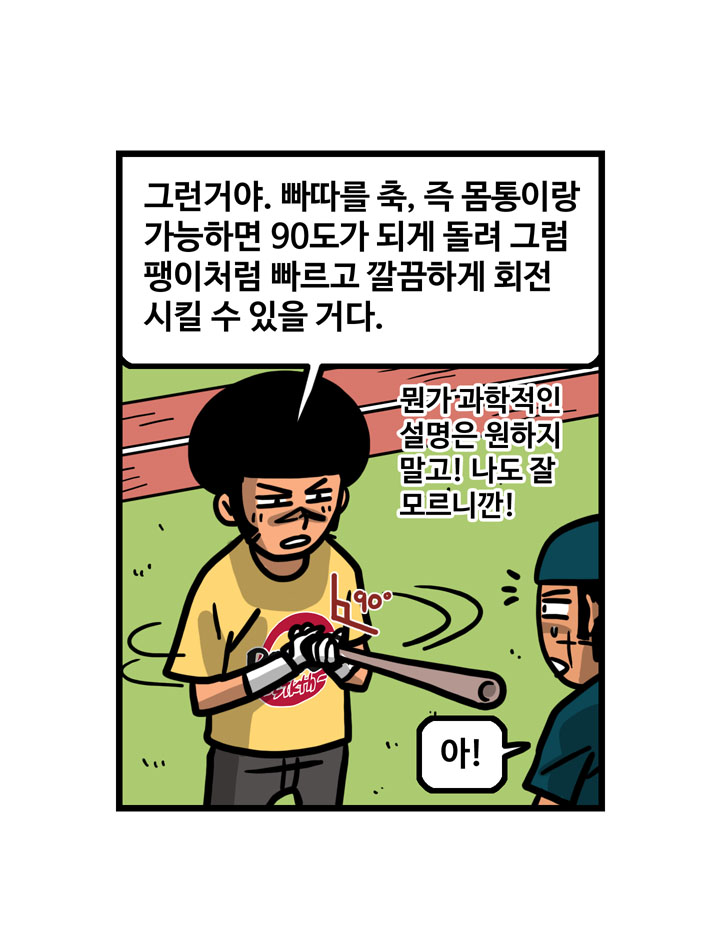 그런거야. 빠따를 축, 즉 몸통이랑
가능하면 90도가 되게 돌려 그럼
팽이처럼 빠르고 깔끔하게 회전
시킬 수 있을 거다.
뭔가 과학적인
설명은 원하지
말고! 나도 잘
모르니깐!
90°
아!